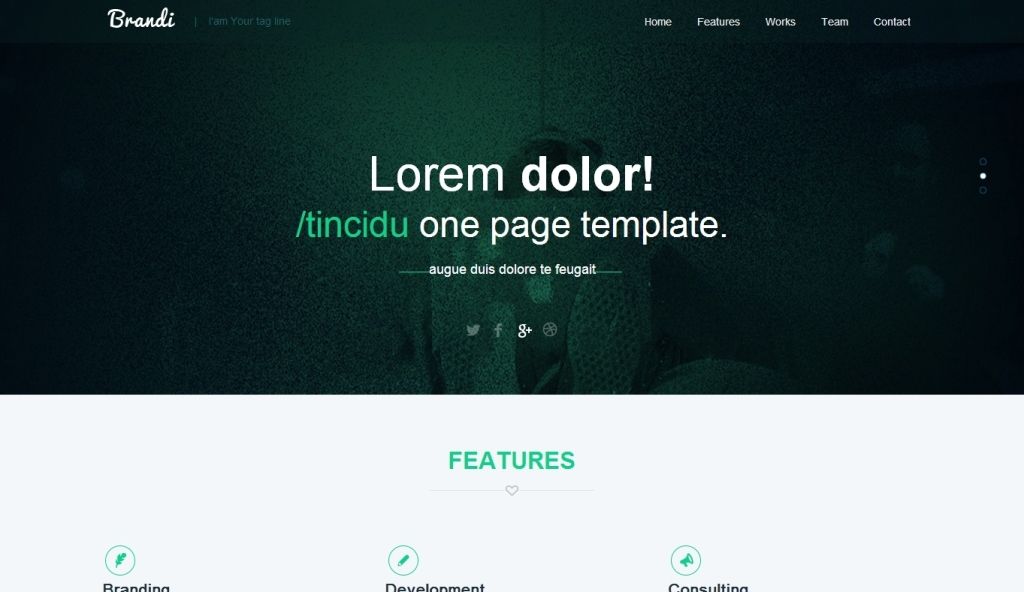 Brandi | I'am Your tag line Home Features Works Team Contact
Lorem dolor!
/tincidu one page template.
augue duis dolore te feugait
g+
FEATURES
Branding Development Consulting